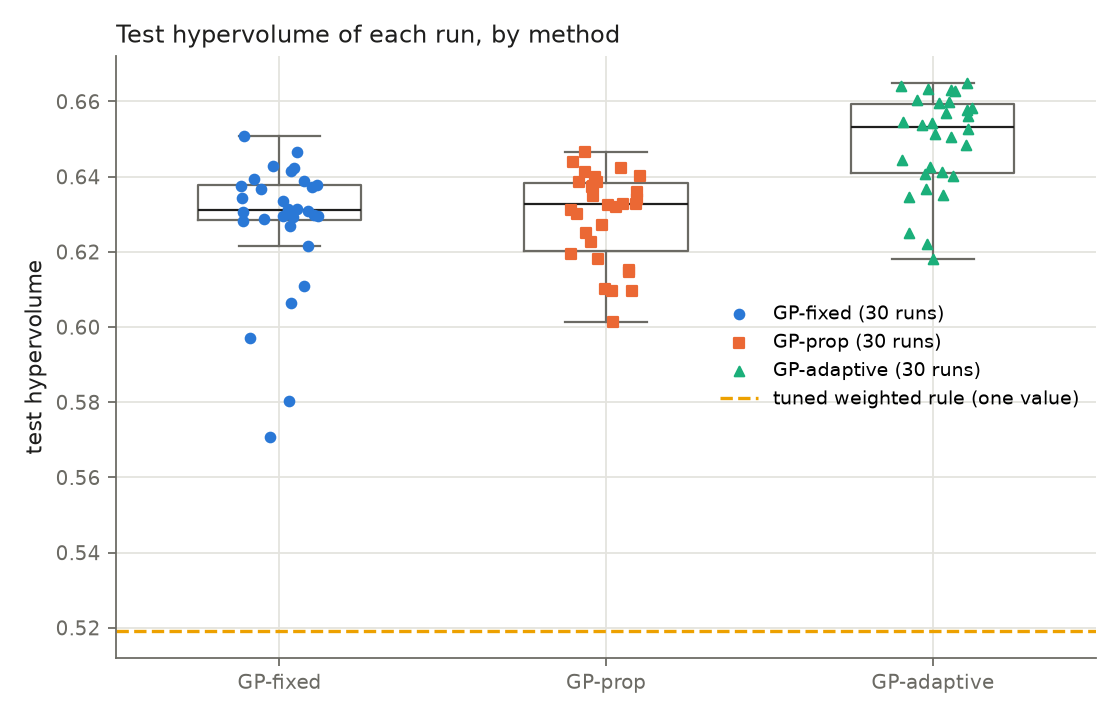 Test hypervolume of each run, by method
test hypervolume
0.66
0.64
0.62
0.60
0.58
0.56
0.54
0.52
GP-fixed (30 runs)
GP-prop (30 runs)
GP-adaptive (30 runs)
tuned weighted rule (one value)
GP-fixed
GP-prop
GP-adaptive